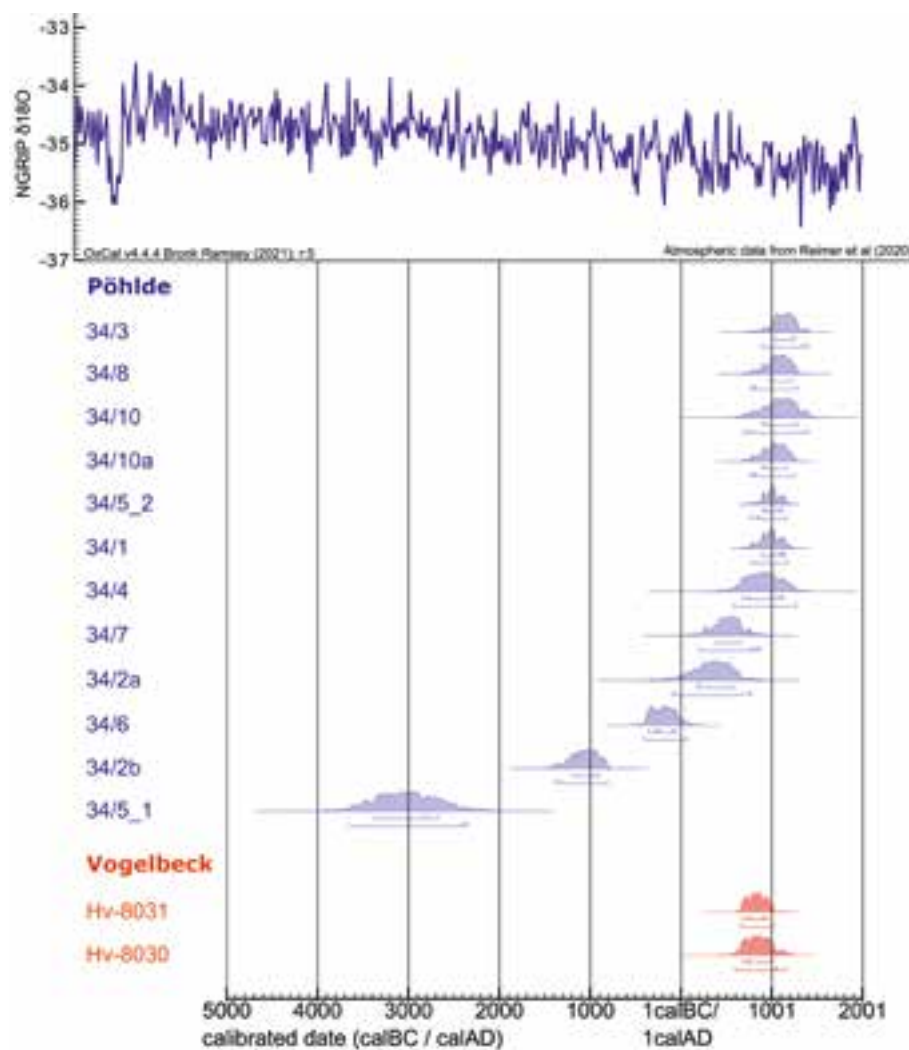 -33
-34
-35
-36
-37
NGRIP δ18O
OxCal v4.4.4 Bronk Ramsey (2021); r:5
Atmospheric data from Reimer et al (2020
Pöhlde
34/3
34/8
34/10
34/10a
34/5_2
34/1
34/4
34/7
34/2a
34/6
34/2b
34/5_1
Vogelbeck
Hv-8031
Hv-8030
5000 4000 3000 2000 1000 1calBC/ 1001 2001
calibrated date (calBC / calAD) 1calAD